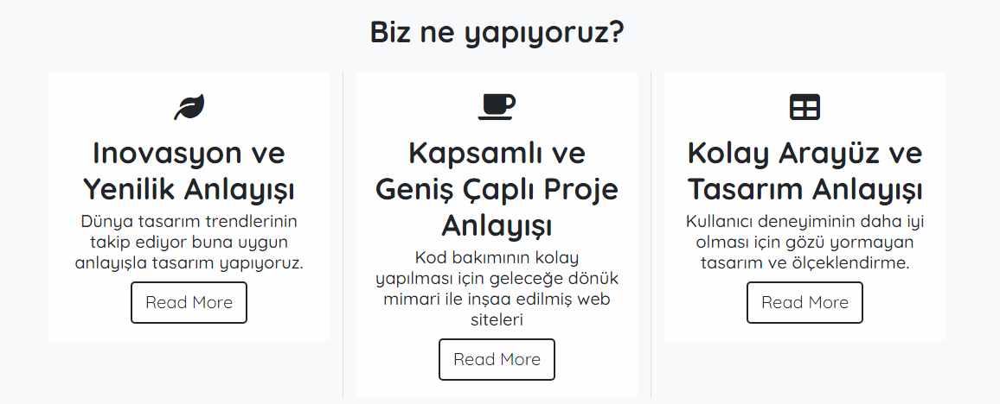 Biz ne yapıyoruz?
Inovasyon ve
Yenilik Anlayışı
Dünya tasarım trendlerinin
takip ediyor buna uygun
anlayışla tasarım yapıyoruz.
Read More
Kapsamlı ve
Geniş Çaplı Proje
Anlayışı
Kod bakımının kolay
yapılması için geleceğe dönük
mimari ile inşaa edilmiş web
siteleri
Read More
Kolay Arayüz ve
Tasarım Anlayışı
Kullanıcı deneyiminin daha iyi
olması için gözü yormayan
tasarım ve ölçeklendirme.
Read More